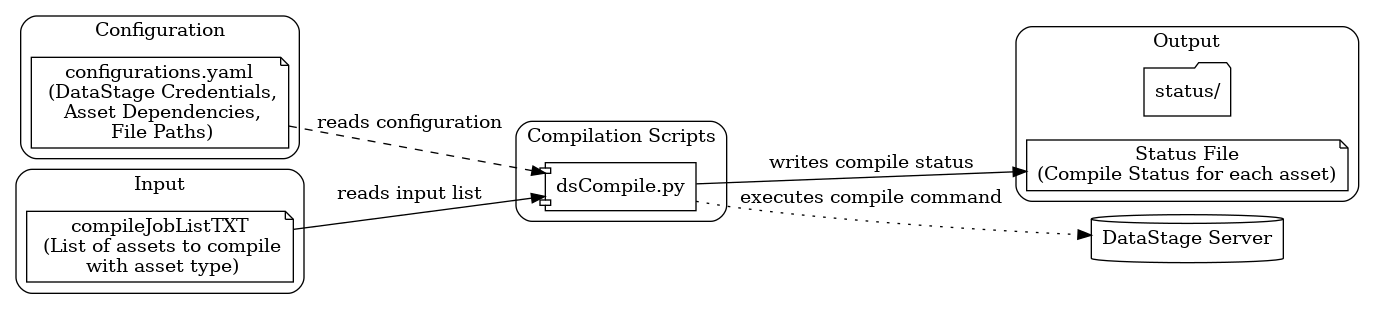 Configuration
configurations.yaml
(DataStage Credentials,
Asset Dependencies,
File Paths)
reads configuration
Input
compileJobListTXT
(List of assets to compile
with asset type)
reads input list
Compilation Scripts
dsCompile.py
writes compile status
executes compile command
Output
status/
Status File
(Compile Status for each asset)
DataStage Server